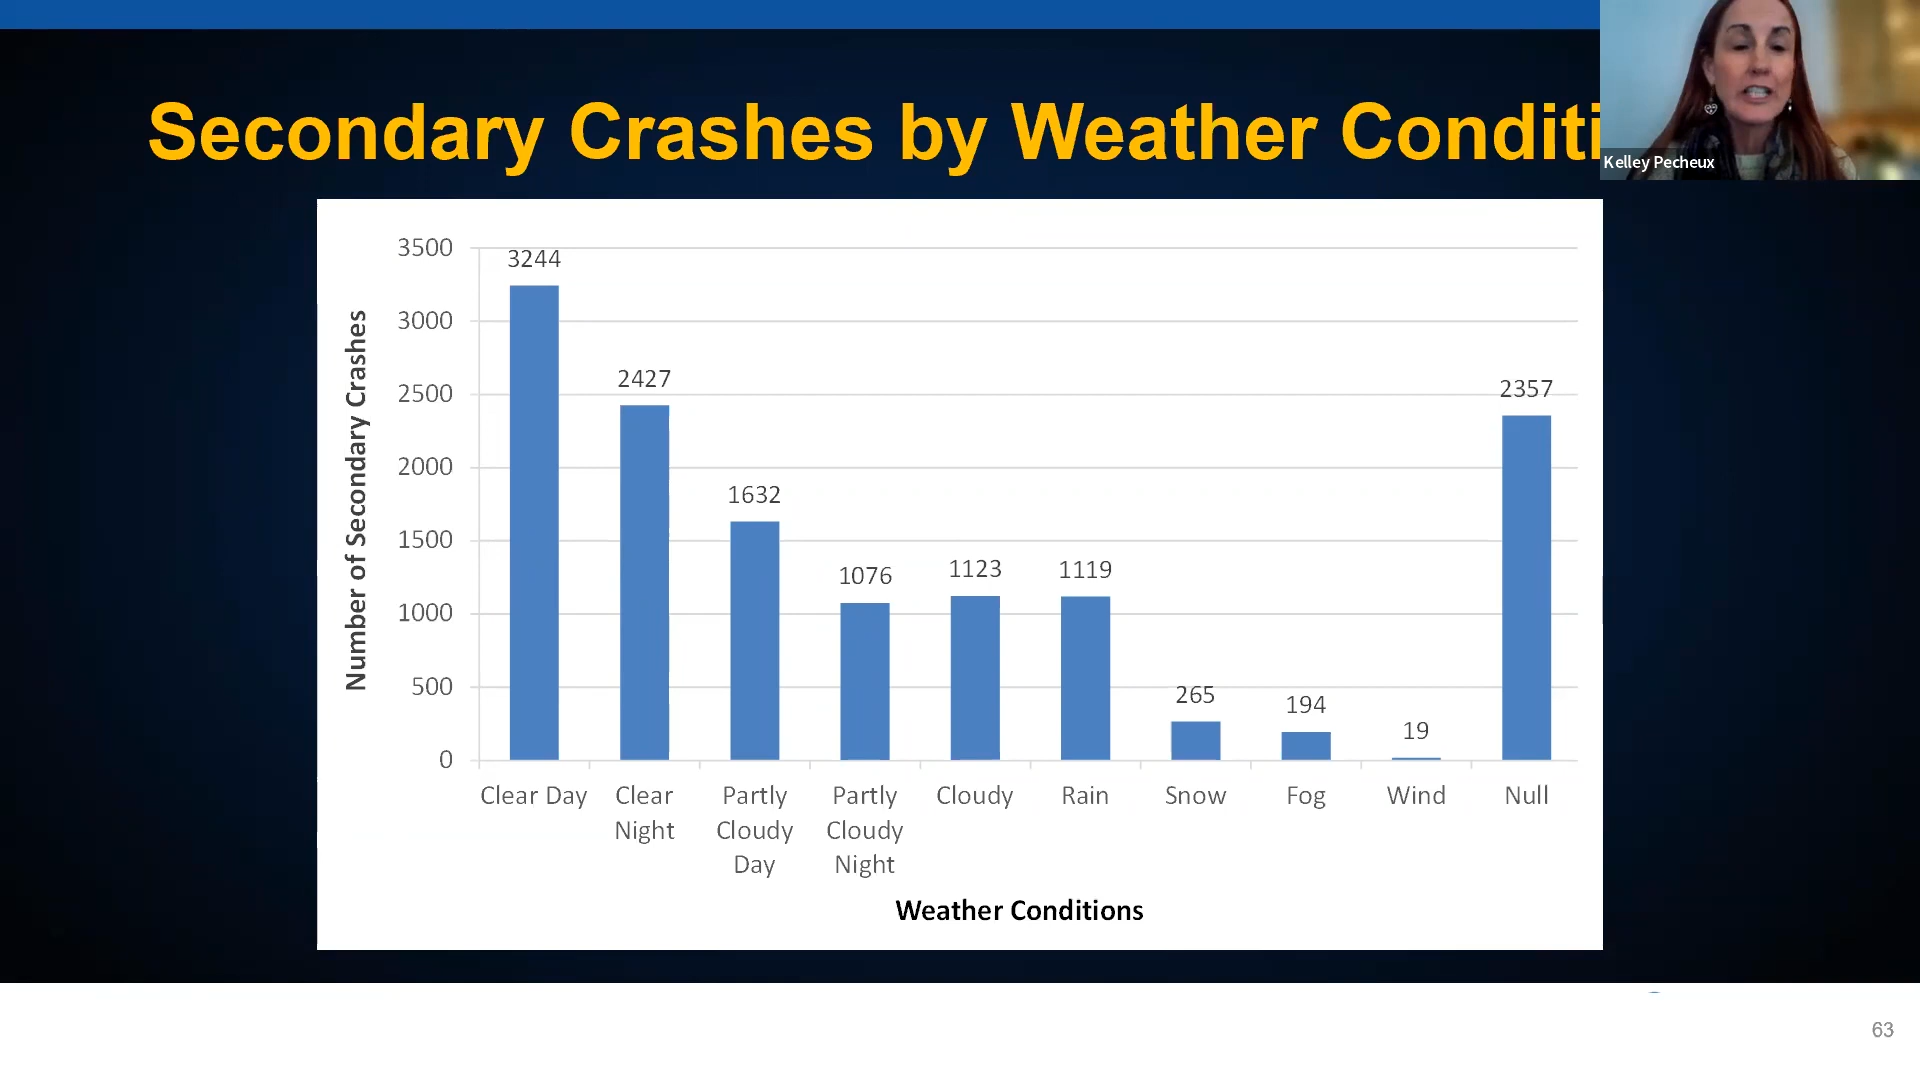 Secondary Crashes by Weather Conditi
Kelley Pecheux
Number of Secondary Crashes
3500
3000
2500
2000
1500
1000
500
0
3244
2427
1632
1076
1123
1119
265
194
19
2357
Clear Day
Clear
Night
Partly
Cloudy
Day
Partly
Cloudy
Night
Cloudy
Rain
Snow
Fog
Wind
Null
Weather Conditions
63